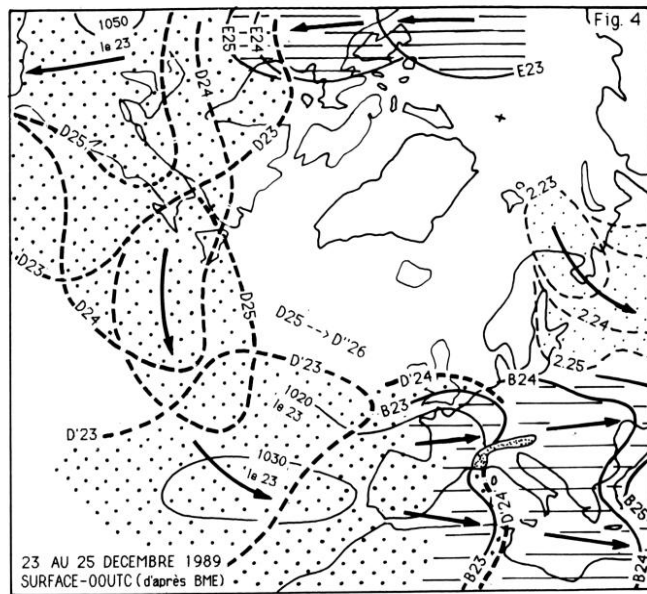 Fig. 4
1050
le 23
E25
E24
D24
D23
E23
D25
2.23
D23
D24
D25
D25 --> D"26
2.24
2.25
D'23
D'24
B24
1020
le 23
B23
D'23
1030
le 23
D'24
B25
B23
B24
23 AU 25 DECEMBRE 1989
SURFACE-00UTC (d'après BME)